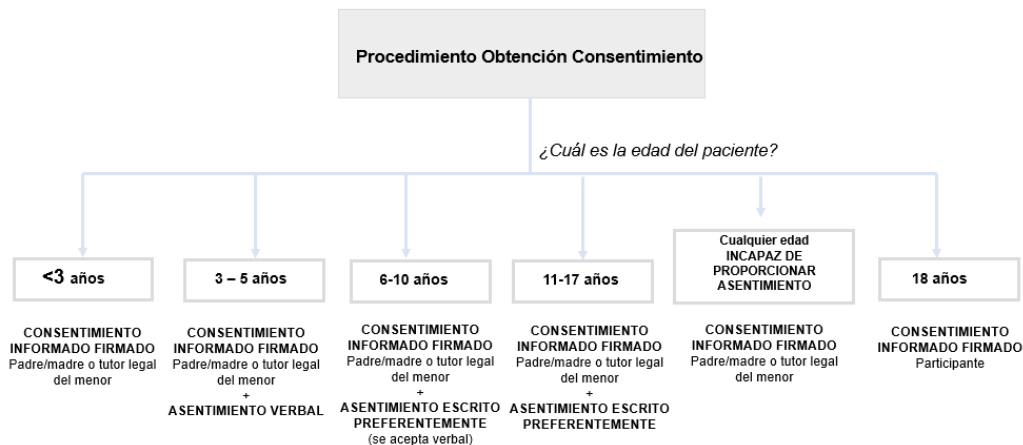 Procedimiento Obtención Consentimiento
¿Cuál es la edad del paciente?
<3 años
CONSENTIMIENTO
INFORMADO FIRMADO
Padre/madre o tutor legal
del menor
3 – 5 años
CONSENTIMIENTO
INFORMADO FIRMADO
Padre/madre o tutor legal
del menor
+
ASENTIMIENTO VERBAL
6-10 años
CONSENTIMIENTO
INFORMADO FIRMADO
Padre/madre o tutor legal
del menor
+
ASENTIMIENTO ESCRITO
PREFERENTEMENTE
(se acepta verbal)
11-17 años
CONSENTIMIENTO
INFORMADO FIRMADO
Padre/madre o tutor legal
del menor
+
ASENTIMIENTO ESCRITO
PREFERENTEMENTE
Cualquier edad
INCAPAZ DE
PROPORCIONAR
ASENTIMIENTO
CONSENTIMIENTO
INFORMADO FIRMADO
Padre/madre o tutor legal
del menor
18 años
CONSENTIMIENTO
INFORMADO FIRMADO
Participante